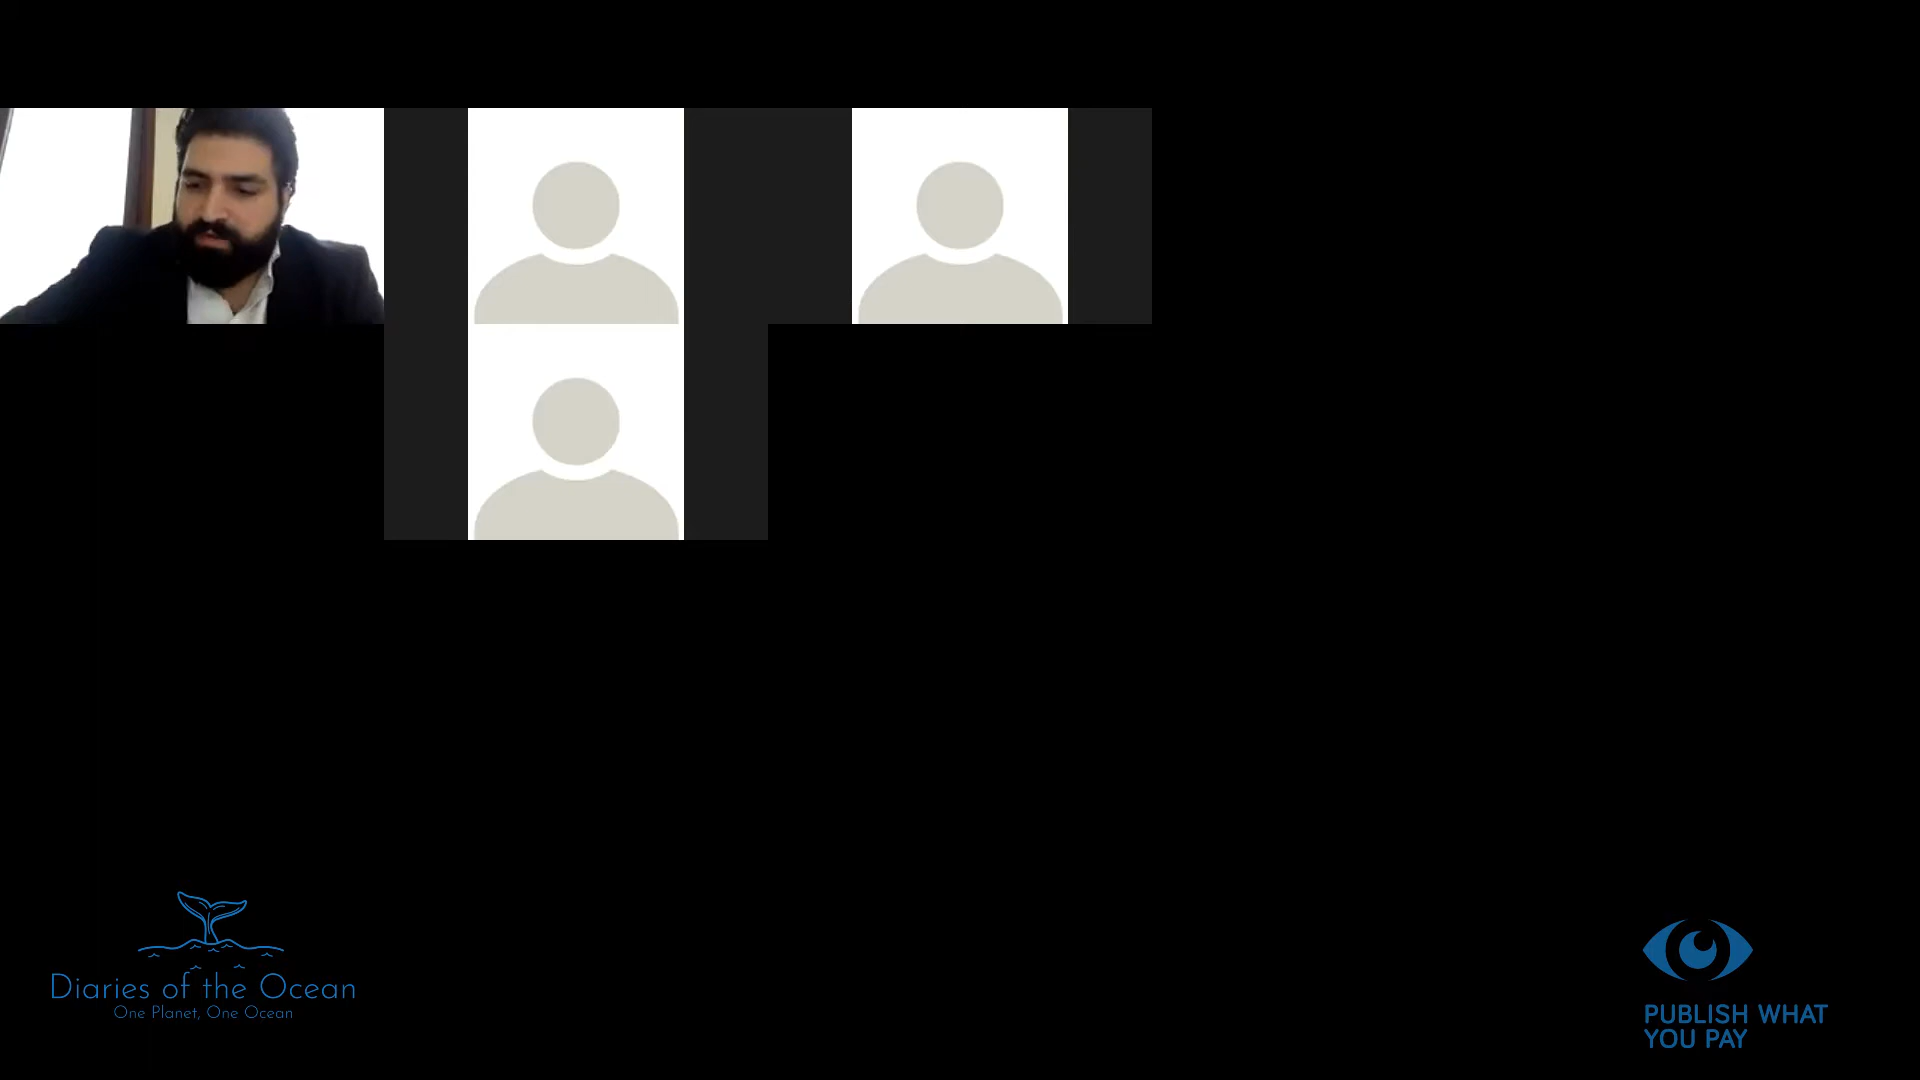 Diaries of the Ocean
One Planet, One Ocean
PUBLISH WHAT
YOU PAY